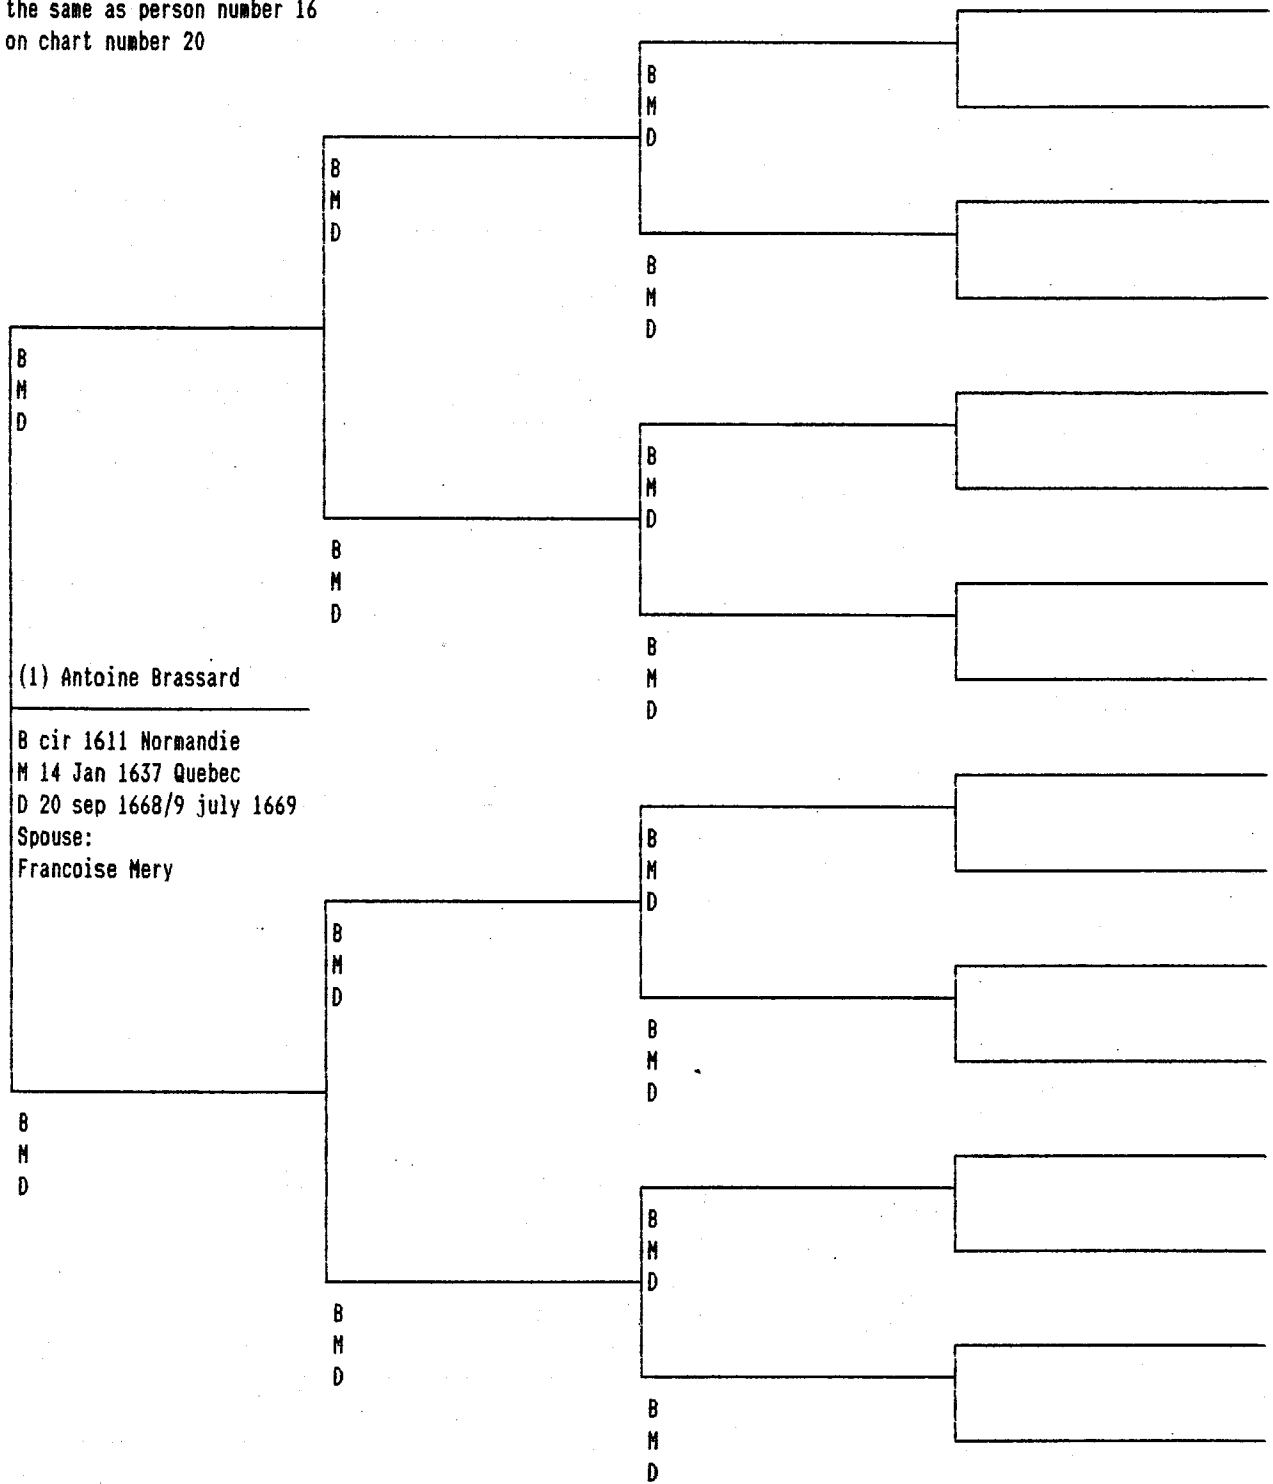 the same as person number 16
on chart number 20
B
M
D
B
M
D
B
M
D
B
M
D
B
M
D
B
M
D
B
M
D
(1) Antoine Brassard
B cir 1611 Normandie
M 14 Jan 1637 Quebec
D 20 sep 1668/9 july 1669
Spouse:
Francoise Mery
B
M
D
B
M
D
B
M
D
B
M
D
B
M
D
B
M
D
B
M
D